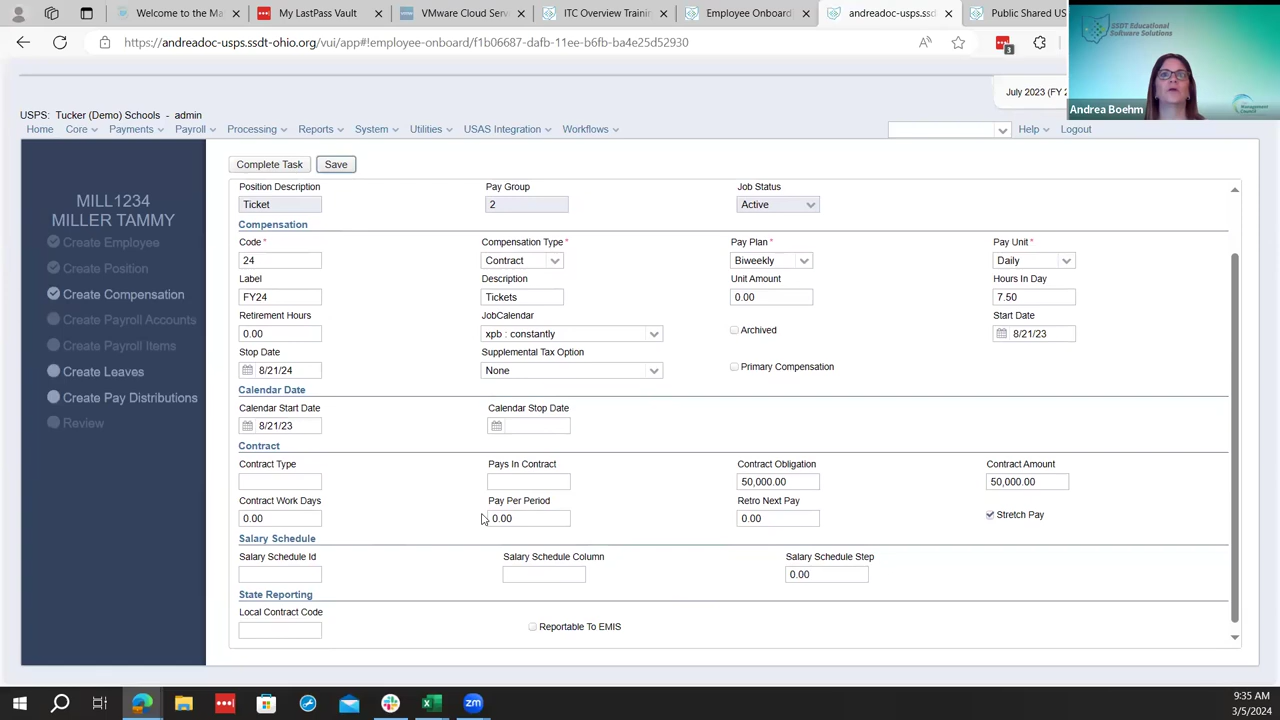 Welcome to the Ma
My LastPass Vault
VMware vCloud Serv
ITC Overview Trainin
Employee Onboard
andreadoc-usps.ssdt
Public Shared US
https://andreadoc-usps.ssdt-ohio.org/vui/app#!employee-onboard/f1b06687-dafb-11ee-b6fb-ba4e25d52930
3
SSDT Educational
Software Solutions
Management
Council
Andrea Boehm
July 2023 (FY 2
USPS: Tucker (Demo) Schools - admin
Home Core Payments Payroll Processing Reports System Utilities USAS Integration Workflows Help Logout
MILL1234
MILLER TAMMY
Create Employee
Create Position
Create Compensation
Create Payroll Accounts
Create Payroll Items
Create Leaves
Create Pay Distributions
Review
Complete Task Save
Position Description Pay Group Job Status
Ticket 2 Active
Compensation
Code * Compensation Type * Pay Plan * Pay Unit *
24 Contract Biweekly Daily
Label Description Unit Amount Hours In Day
FY24 Tickets 0.00 7.50
Retirement Hours JobCalendar Archived Start Date
0.00 xpb : constantly 8/21/23
Stop Date Supplemental Tax Option Primary Compensation
8/21/24 None
Calendar Date
Calendar Start Date Calendar Stop Date
8/21/23
Contract
Contract Type Pays In Contract Contract Obligation Contract Amount
50,000.00 50,000.00
Contract Work Days Pay Per Period Retro Next Pay Stretch Pay
0.00 0.00 0.00
Salary Schedule
Salary Schedule Id Salary Schedule Column Salary Schedule Step
0.00
State Reporting
Local Contract Code
Reportable To EMIS
9:35 AM
3/5/2024